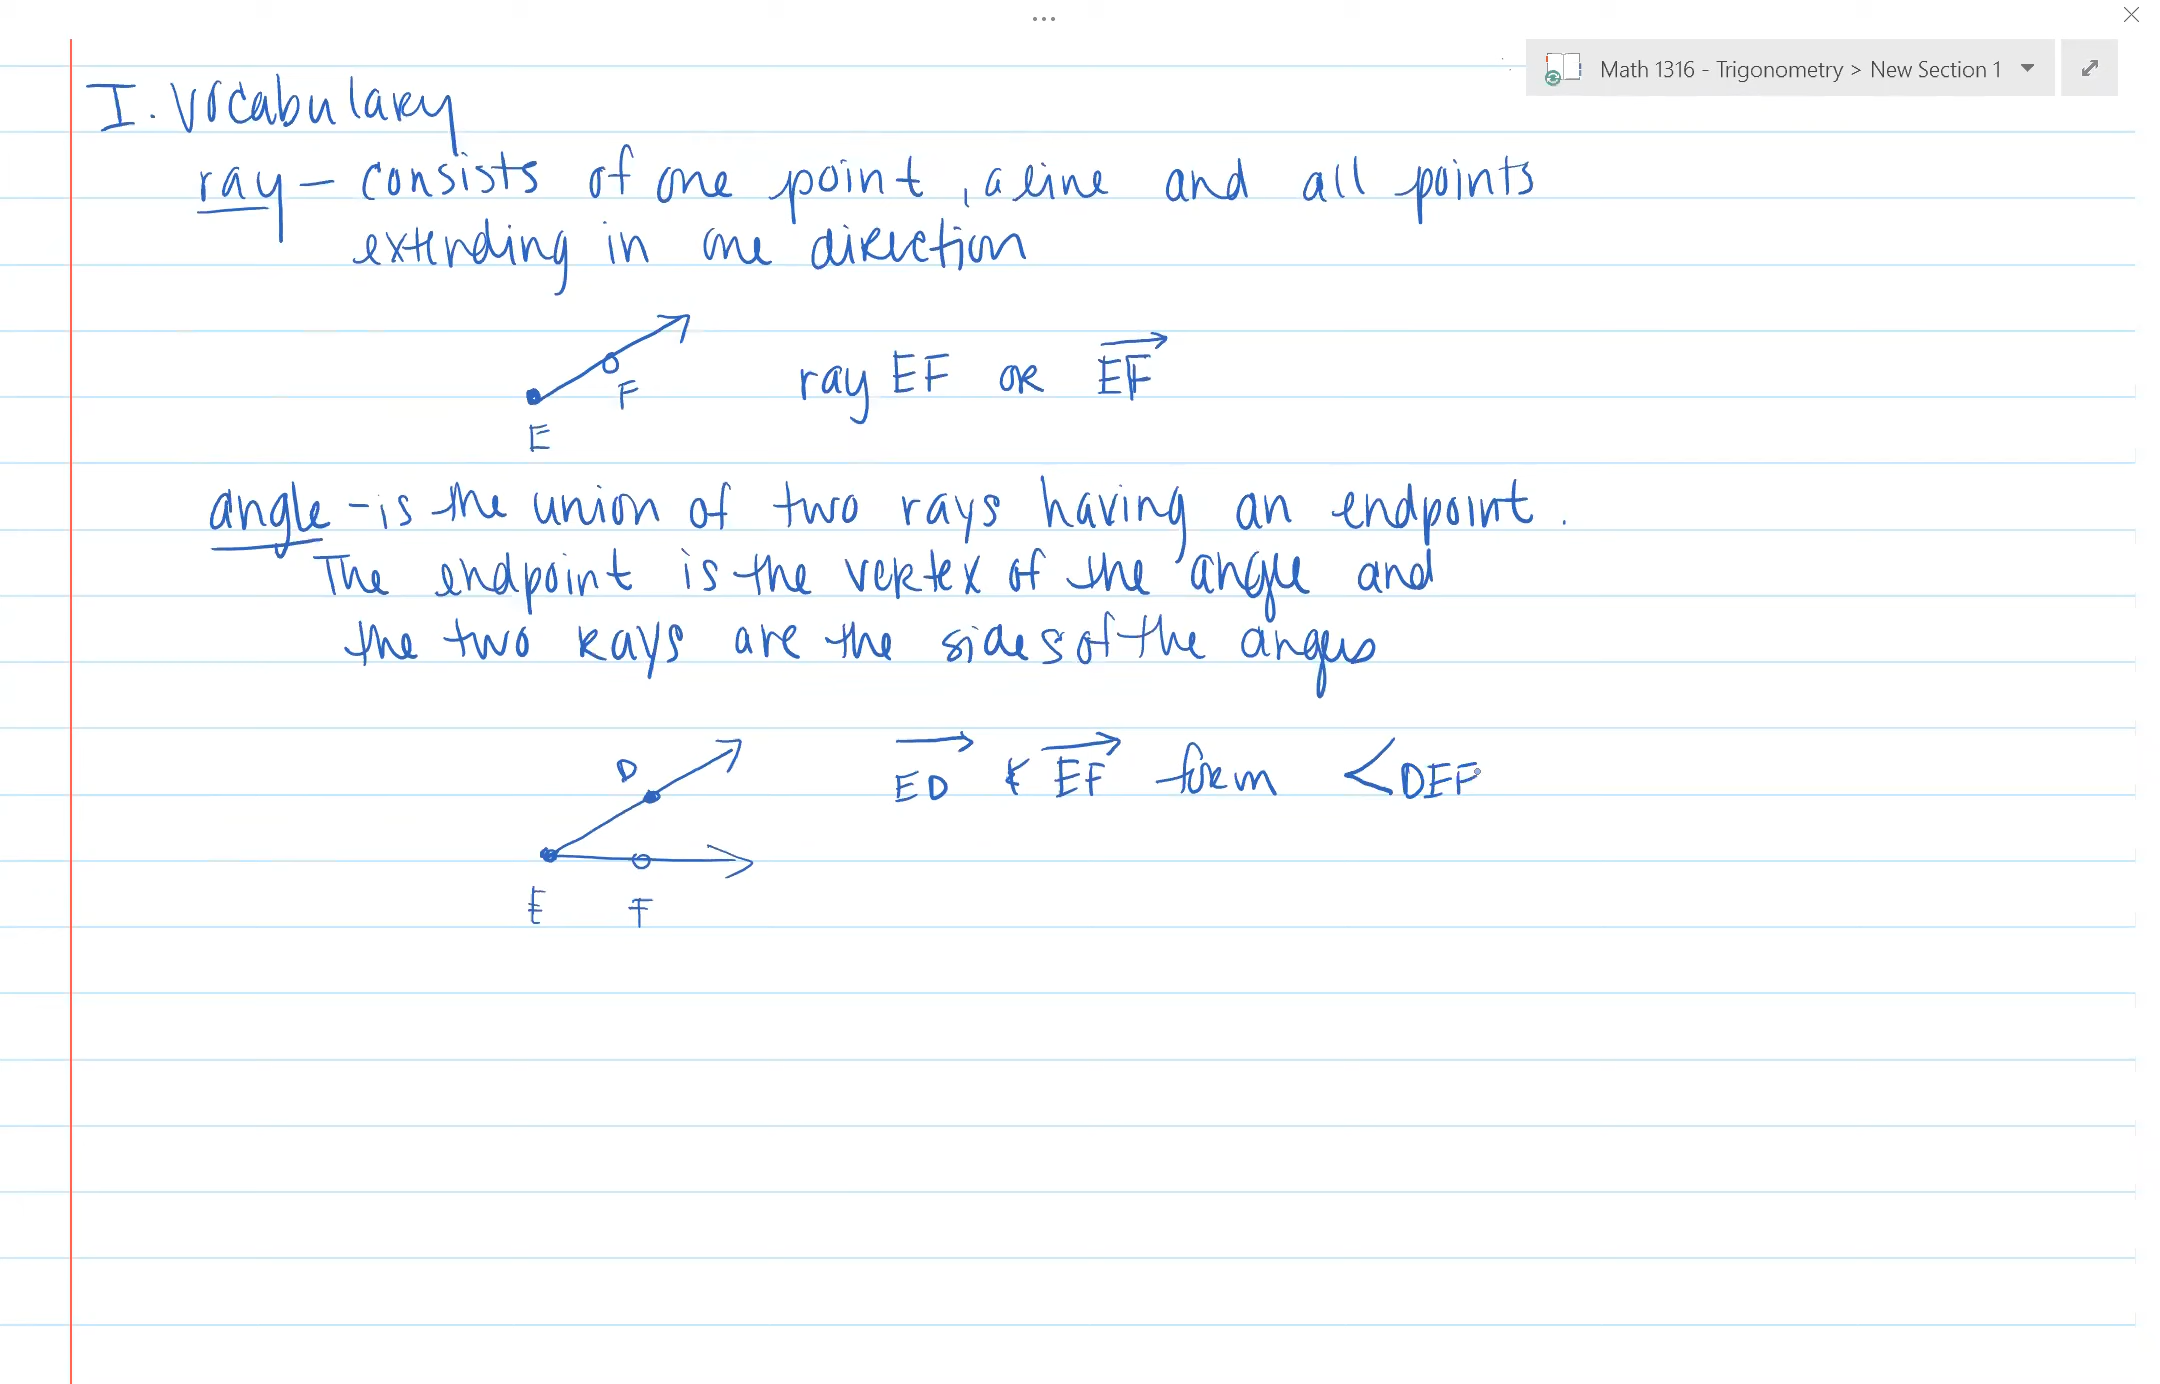 ...
Math 1316 - Trigonometry > New Section 1
I. Vocabulary
ray – consists of one point, a line and all points
extending in one direction
F
E
ray EF or EF
angle - is the union of two rays having an endpoint.
The endpoint is the vertex of the angle and
the two rays are the sides of the angles
D
E F
ED & EF form <DEF